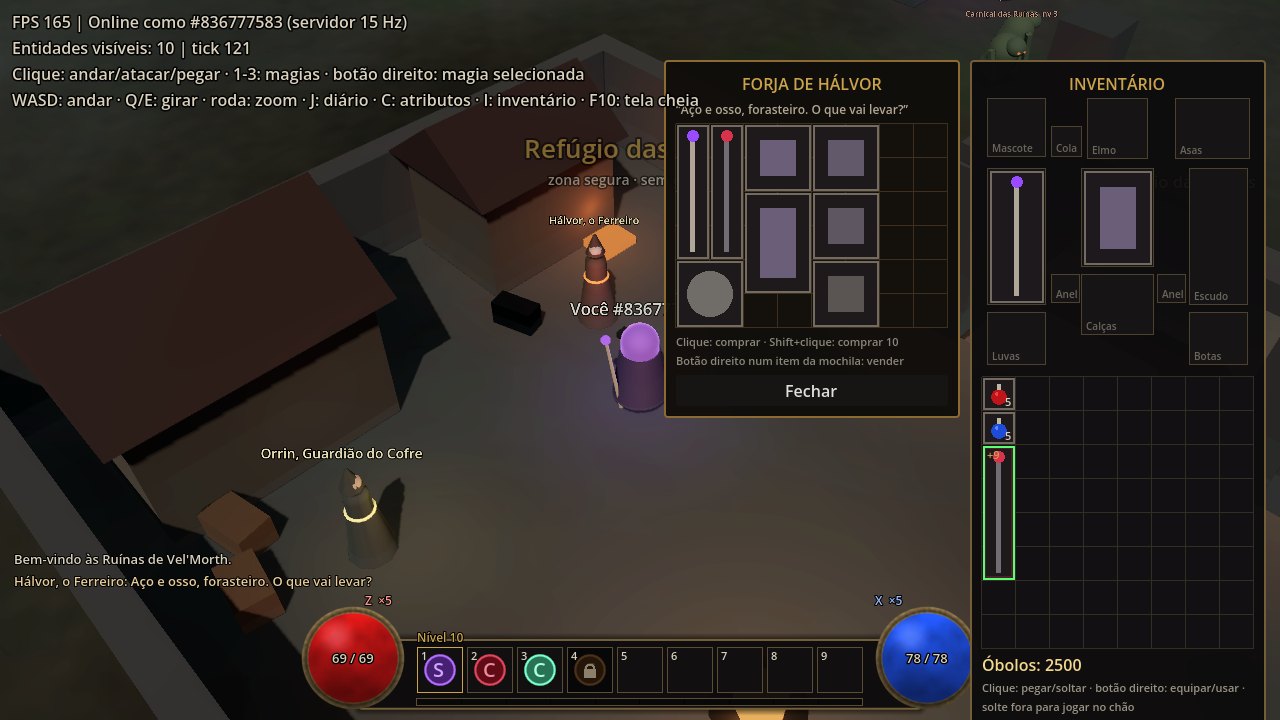 FPS 165 | Online como #836777583 (servidor 15 Hz)
Entidades visíveis: 10 | tick 121
Clique: andar/atacar/pegar · 1-3: magias · botão direito: magia selecionada
WASD: andar · Q/E: girar · roda: zoom · J: diário · C: atributos · I: inventário · F10: tela cheia
Carniçal das Ruínas nv 3
Refúgio das
zona segura · sem
Hálvor, o Ferreiro
Você #8367
Orrin, Guardião do Cofre
FORJA DE HÁLVOR
"Aço e osso, forasteiro. O que vai levar?"
Clique: comprar · Shift+clique: comprar 10
Botão direito num item da mochila: vender
Fechar
INVENTÁRIO
Mascote
Cola
Elmo
Asas
Anel
Calças
Anel
Escudo
Luvas
Botas
5
5
+9
Óbolos: 2500
Clique: pegar/soltar · botão direito: equipar/usar ·
solte fora para jogar no chão
Bem-vindo às Ruínas de Vel'Morth.
Hálvor, o Ferreiro: Aço e osso, forasteiro. O que vai levar?
Z ×5
X ×5
Nível 10
69 / 69
1 S
2 C
3 C
4
5
6
7
8
9
78 / 78